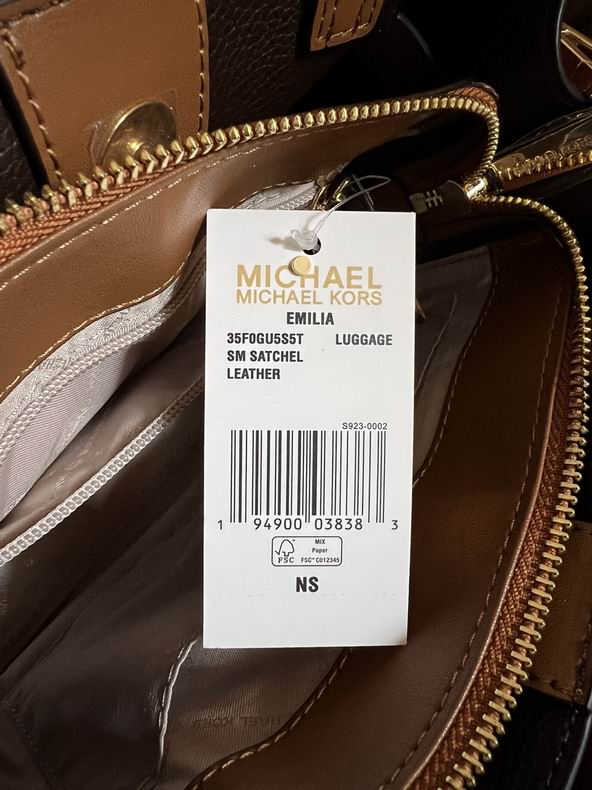 MICHAEL
MICHAEL KORS
EMILIA
35F0GU5S5T LUGGAGE
SM SATCHEL
LEATHER
S923-0002
1 94900 03838 3
FSC
MIX
Paper
FSC™ C012345
NS